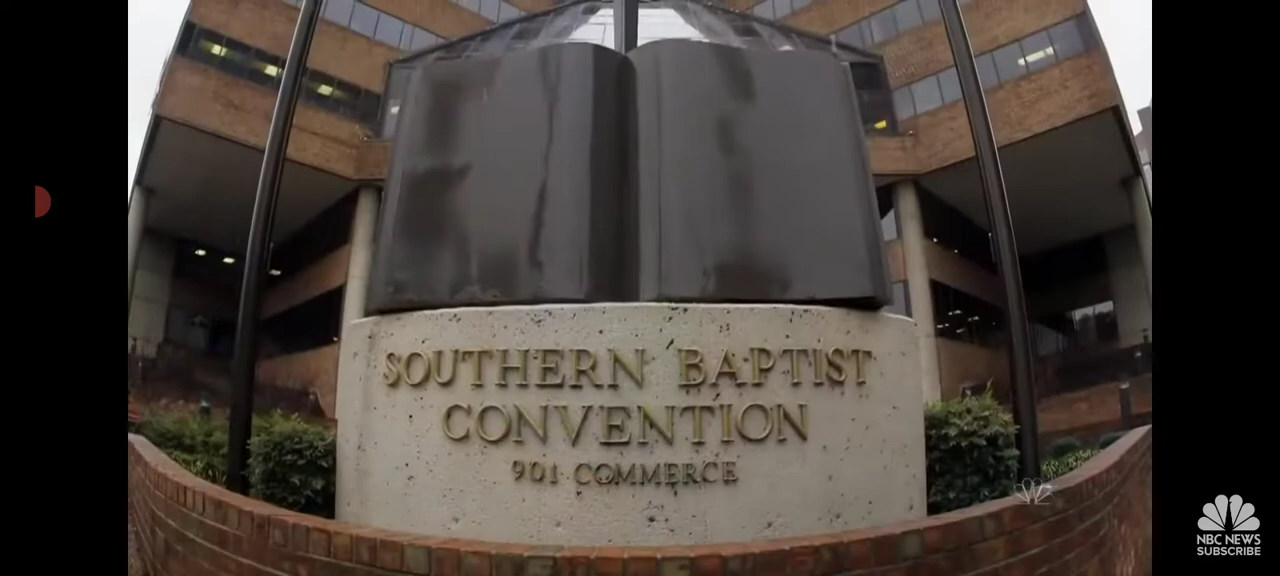 SOUTHERN BAPTIST
CONVENTION
901 COMMERCE
NBC NEWS
SUBSCRIBE